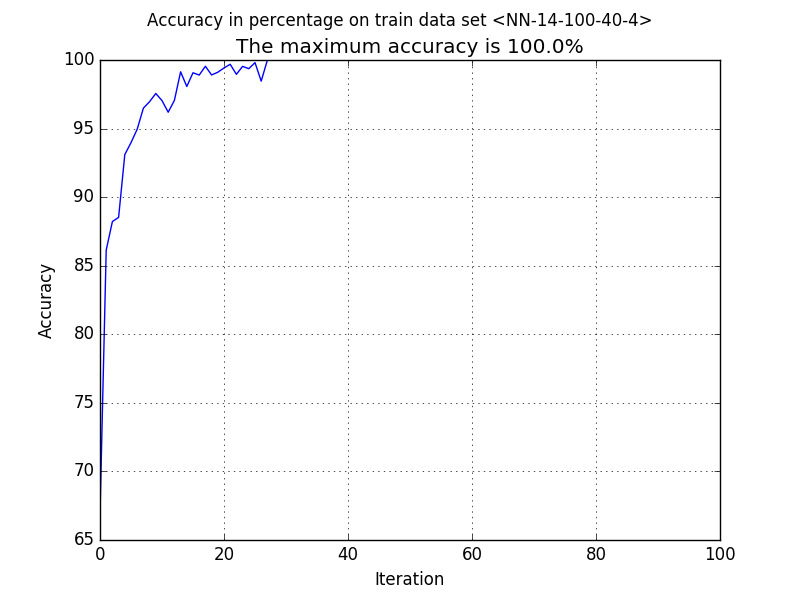 Accuracy in percentage on train data set <NN-14-100-40-4>
The maximum accuracy is 100.0%
100
95
90
85
80
75
70
65
Accuracy
0 20 40 60 80 100
Iteration